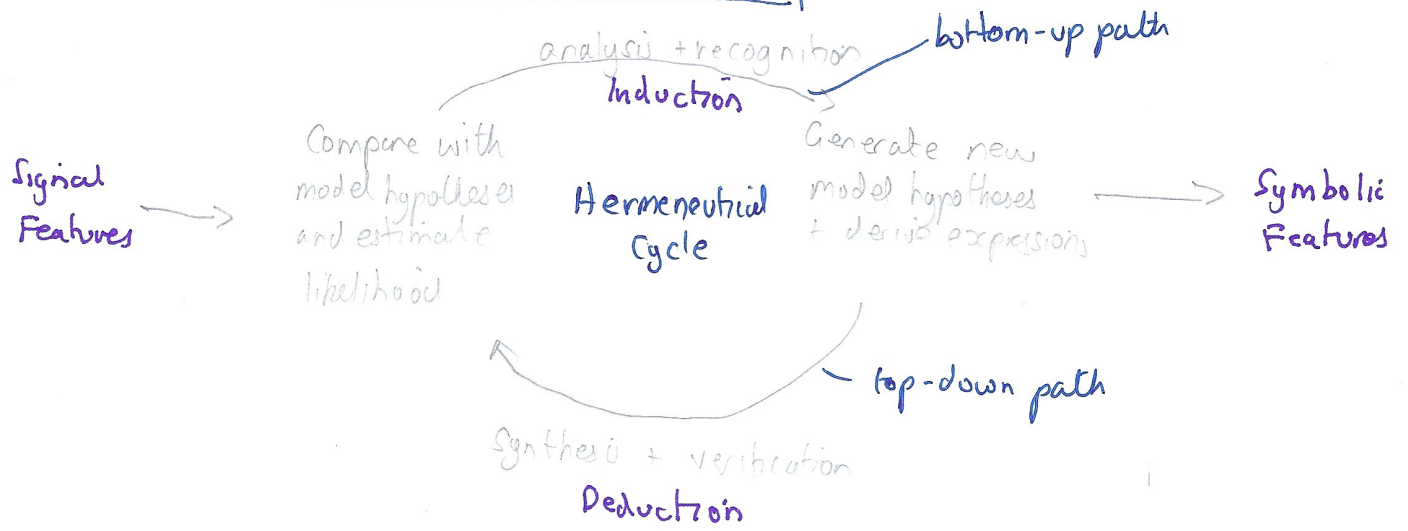 analysis + recognition
bottom-up path
Induction
Compare with
model hypotheses
and estimate
likelihood
Generate new
model hypotheses
+ derive expressions
Signal
Features
Hermeneutical
Cycle
Symbolic
Features
top-down path
Synthesis + verification
Deduction